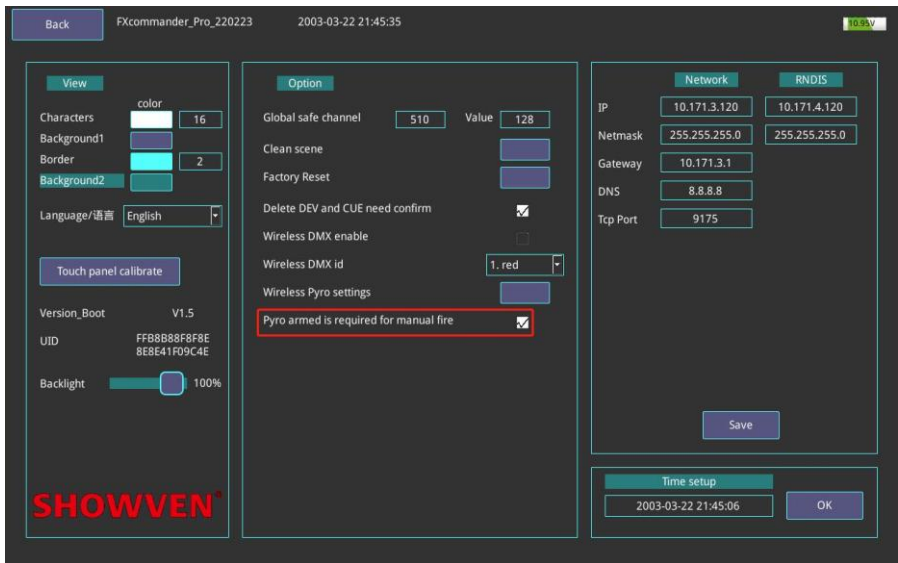 Back FXcommander_Pro_220223 2003-03-22 21:45:35 10.95V
View
color
Characters 16
Background1
Border 2
Background2
Language/语言 English
Touch panel calibrate
Version_Boot V1.5
UID FFB8B88F8F8E
8E8E41F09C4E
Backlight 100%
SHOWVEN®
Option
Global safe channel 510 Value 128
Clean scene
Factory Reset
Delete DEV and CUE need confirm
Wireless DMX enable
Wireless DMX id 1. red
Wireless Pyro settings
Pyro armed is required for manual fire
Network RNDIS
IP 10.171.3.120 10.171.4.120
Netmask 255.255.255.0 255.255.255.0
Gateway 10.171.3.1
DNS 8.8.8.8
Tcp Port 9175
Save
Time setup
2003-03-22 21:45:06 OK